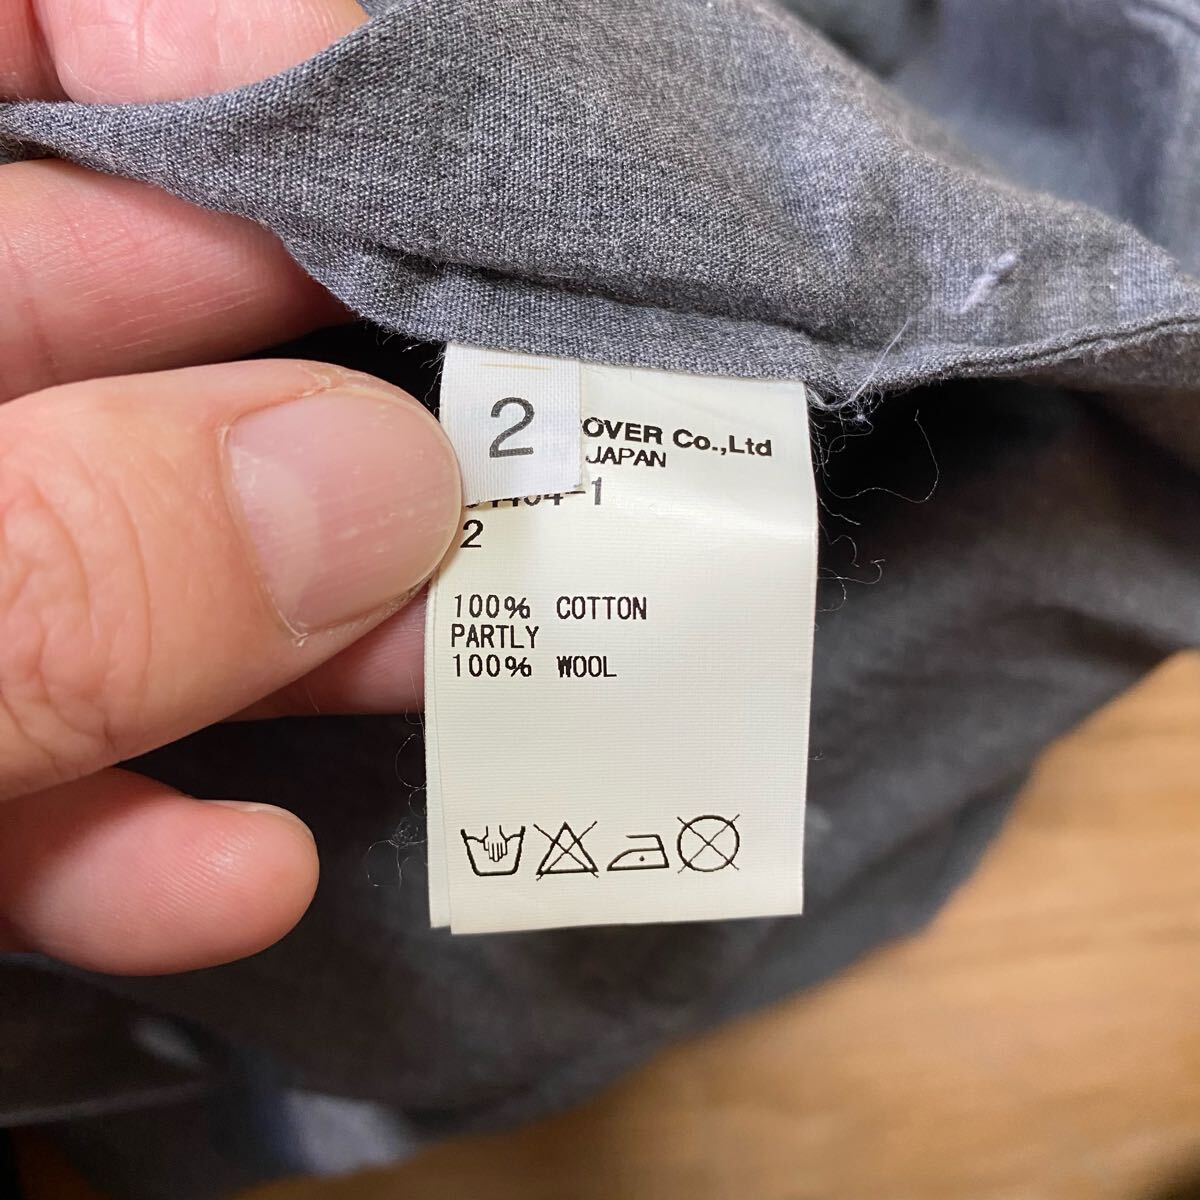 2
OVER Co.,Ltd
JAPAN
2
100% COTTON
PARTLY
100% WOOL